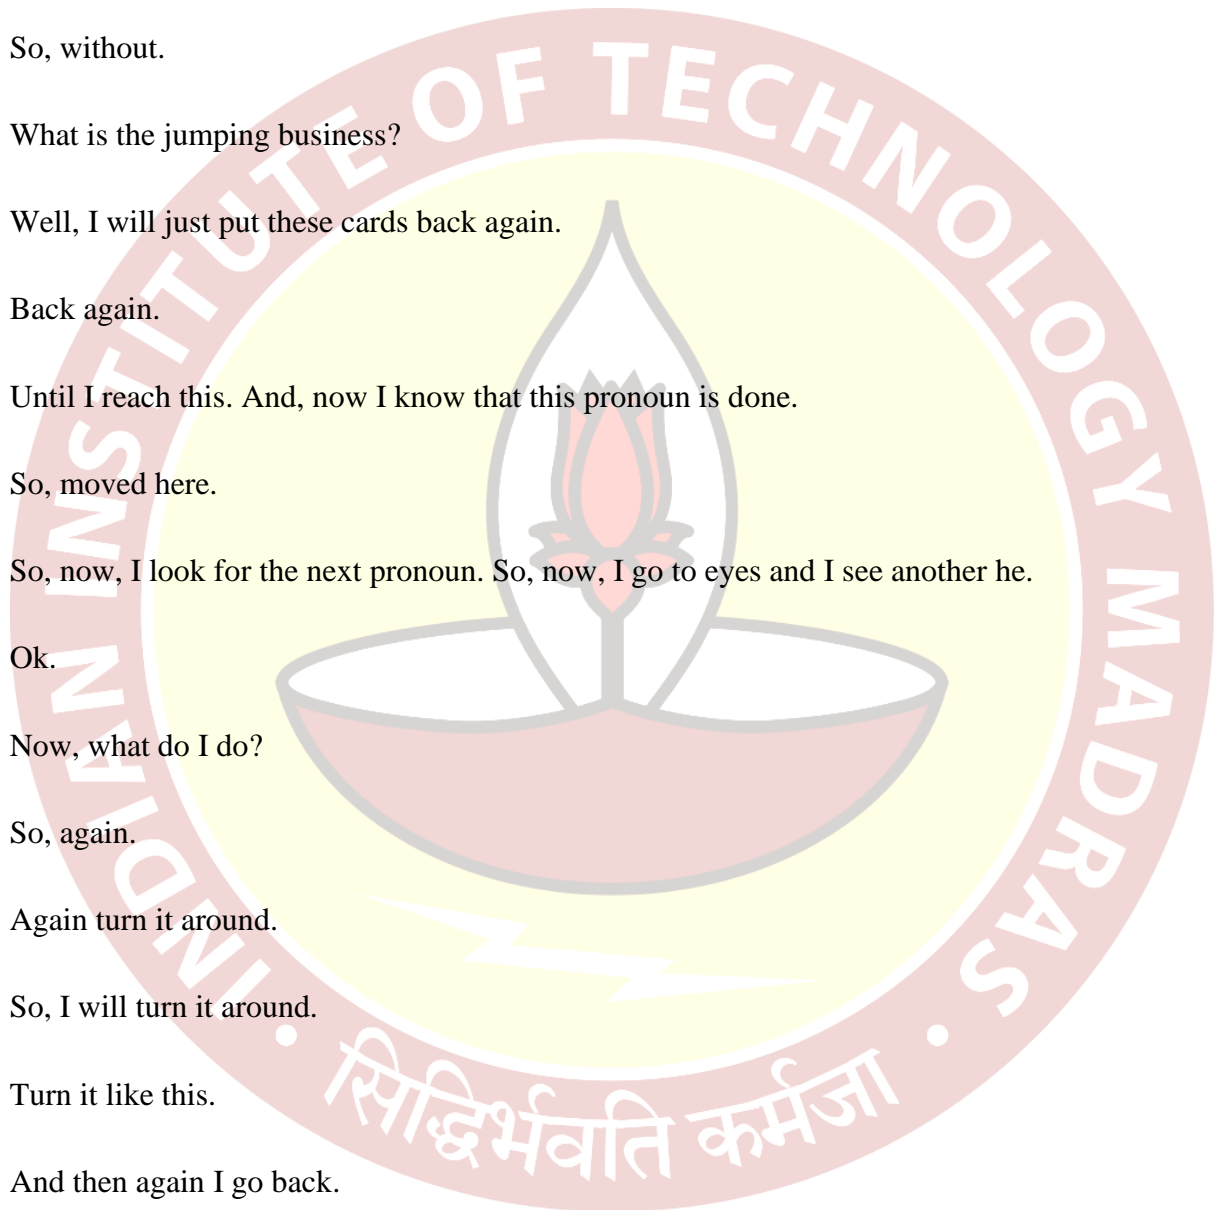 So, without.
What is the jumping business?
Well, I will just put these cards back again.
Back again.
Until I reach this. And, now I know that this pronoun is done.
So, moved here.
So, now, I look for the next pronoun. So, now, I go to eyes and I see another he.
Ok.
Now, what do I do?
So, again.
Again turn it around.
So, I will turn it around.
Turn it like this.
And then again I go back.
INDIAN INSTITUTE OF TECHNOLOGY MADRAS
सिद्धिर्भवति कर्मजा